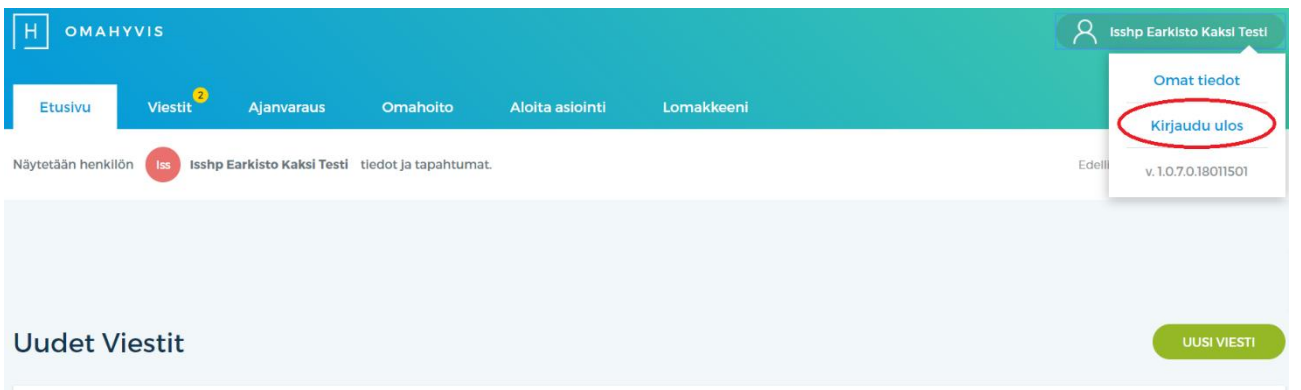 H OMAHYVIS
Isshp Earkisto Kaksi Testi
Omat tiedot
Kirjaudu ulos
v. 1.0.7.0.18011501
Etusivu Viestit 2 Ajanvaraus Omahoito Aloita asiointi Lomakkeeni
Näytetään henkilön Iss Isshp Earkisto Kaksi Testi tiedot ja tapahtumat.
Uudet Viestit
UUSI VIESTI